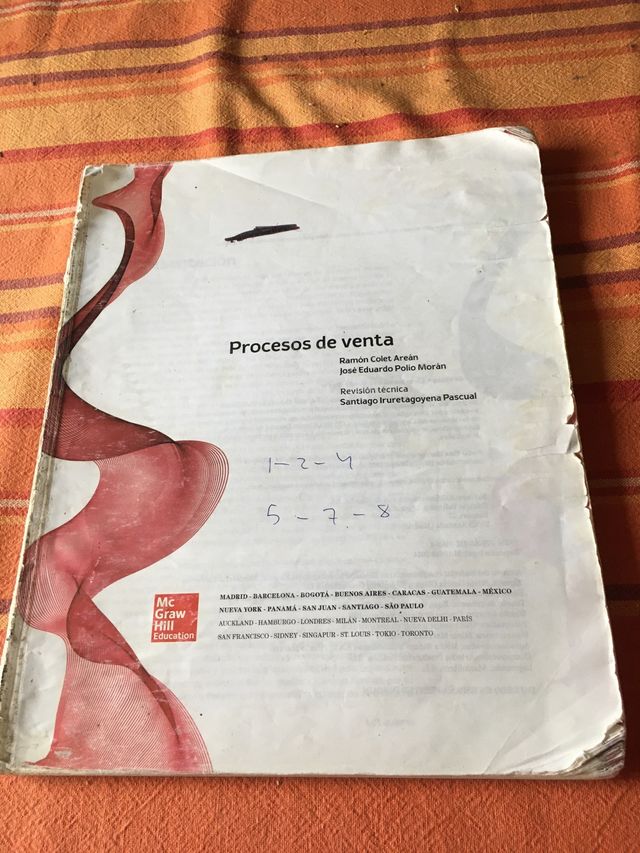 Procesos de venta
Ramón Colet Areán
José Eduardo Polío Morán
Revisión técnica
Santiago Iruretagoyena Pascual
1-2-4
5-7-8
Mc
Graw
Hill
Education
MADRID - BARCELONA - BOGOTÁ - BUENOS AIRES - CARACAS - GUATEMALA - MÉXICO
NUEVA YORK - PANAMÁ - SAN JUAN - SANTIAGO - SÃO PAULO
AUCKLAND - HAMBURGO - LONDRES - MILÁN - MONTREAL - NUEVA DELHI - PARÍS
SAN FRANCISCO - SIDNEY - SINGAPUR - ST. LOUIS - TOKIO - TORONTO